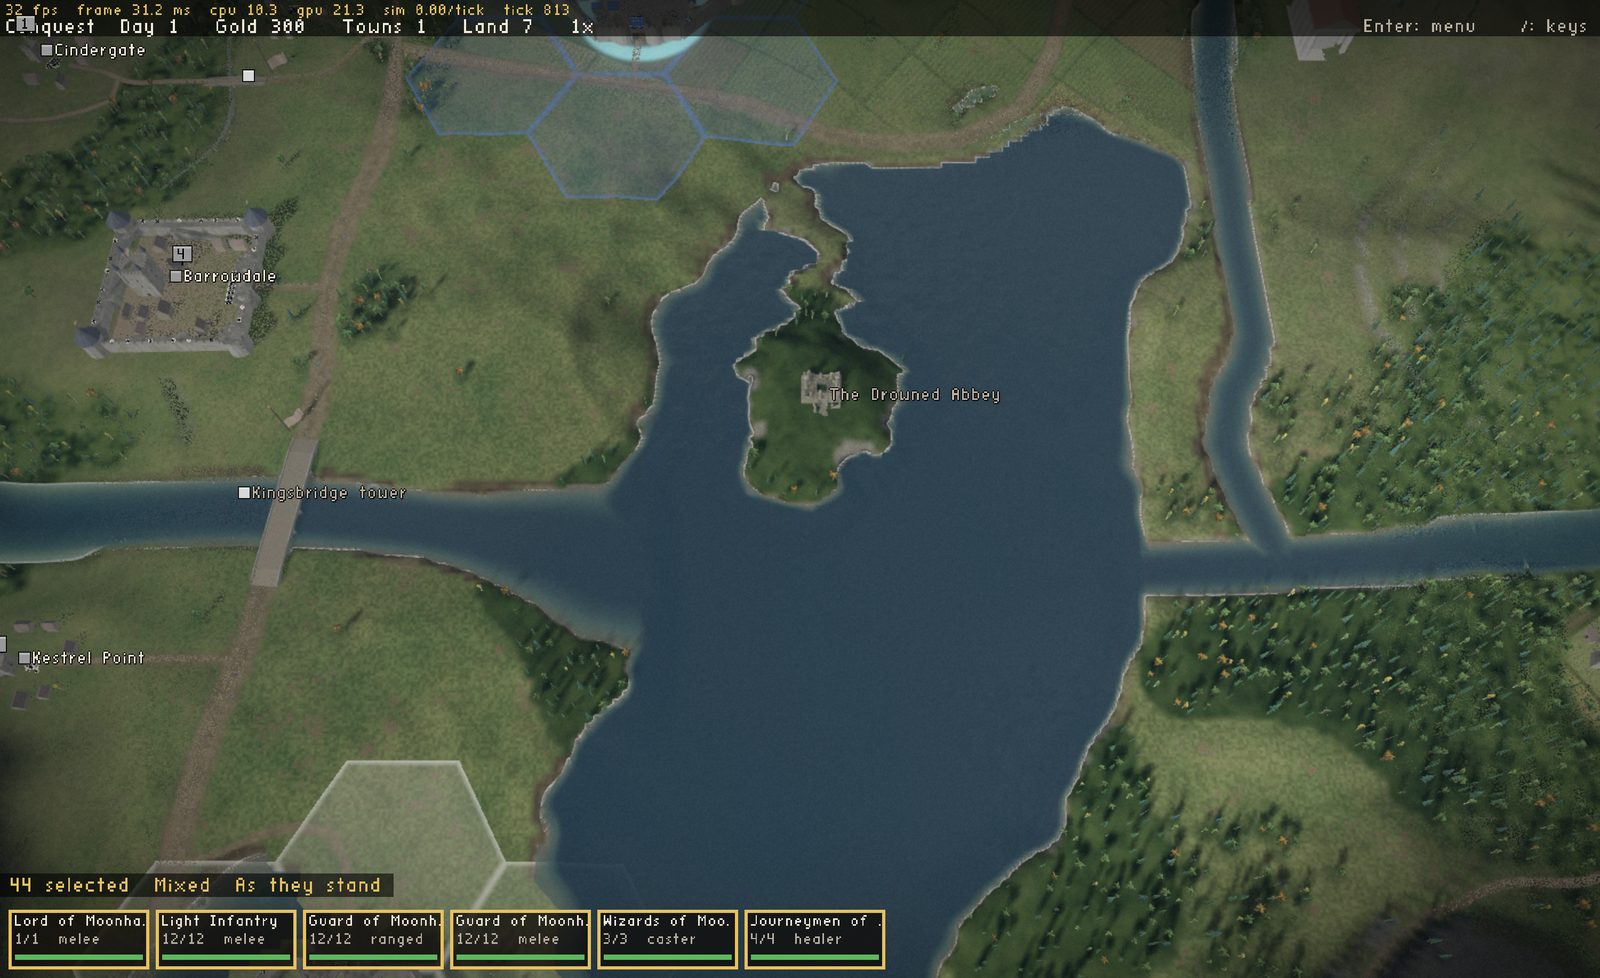 32 fps frame 31.2 ms cpu 10.3 gpu 21.3 sim 0.00/tick tick 813
Conquest Day 1 Gold 300 Towns 1 Land 7 1x Enter: menu /: keys
1
Cindergate
4
Barrowdale
The Drowned Abbey
Kingsbridge tower
Kestrel Point
44 selected Mixed As they stand
Lord of Moonha. Light Infantry Guard of Moonh. Guard of Moonh. Wizards of Moo. Journeymen of .
1/1 melee 12/12 melee 12/12 ranged 12/12 melee 3/3 caster 4/4 healer